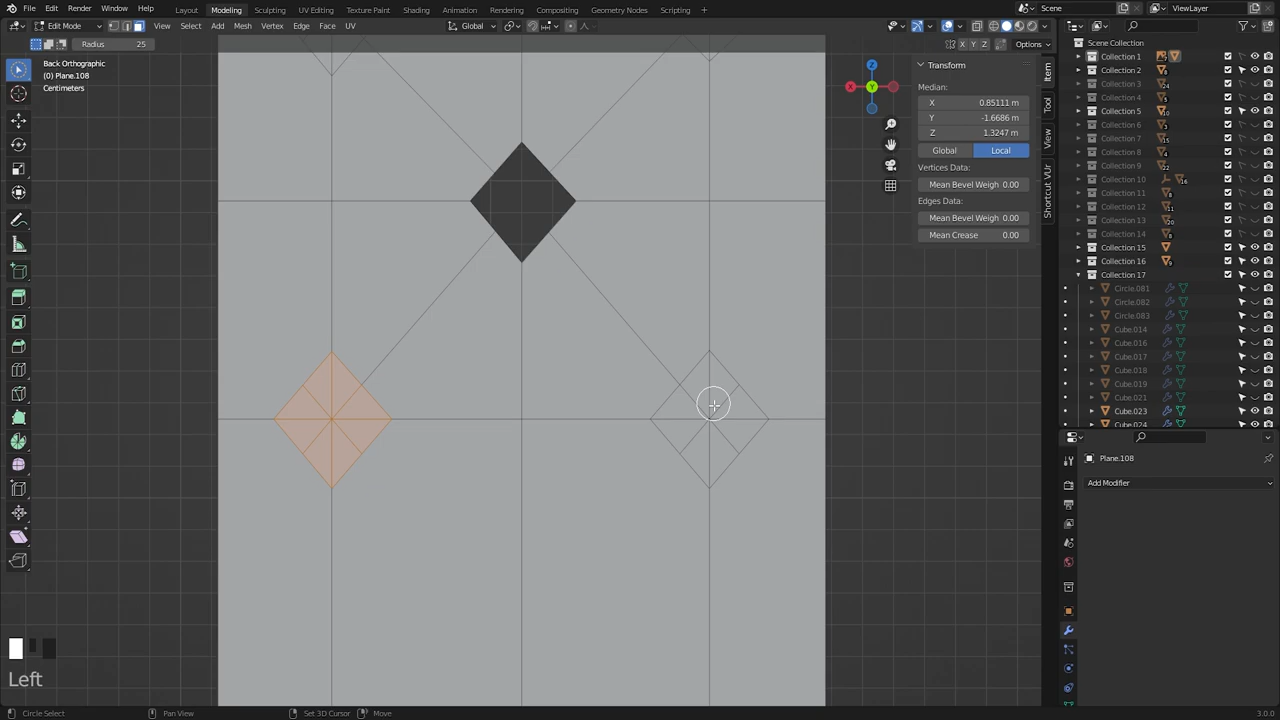 File Edit Render Window Help Layout Modeling Sculpting UV Editing Texture Paint Shading Animation Rendering Compositing Geometry Nodes Scripting Scene ViewLayer
Edit Mode View Select Add Mesh Vertex Edge Face UV Global
Radius 25 X Y Z Options
Back Orthographic
(0) Plane.108
Centimeters
Z
X
Y
Transform
Median:
X 0.85111 m
Y -1.6686 m
Z 1.3247 m
Global Local
Vertices Data:
Mean Bevel Weigh 0.00
Edges Data:
Mean Bevel Weigh 0.00
Mean Crease 0.00
Item
Tool
View
Shortcut VUr
Scene Collection
Collection 1
Collection 2
Collection 3
Collection 4
Collection 5
Collection 6
Collection 7
Collection 8
Collection 9
Collection 10
Collection 11
Collection 12
Collection 13
Collection 14
Collection 15
Collection 16
Collection 17
Circle.081
Circle.082
Circle.083
Cube.014
Cube.016
Cube.017
Cube.018
Cube.019
Cube.021
Cube.023
Cube.024
Plane.108
Add Modifier
Left
Circle Select Pan View Set 3D Cursor Move 3.0.0